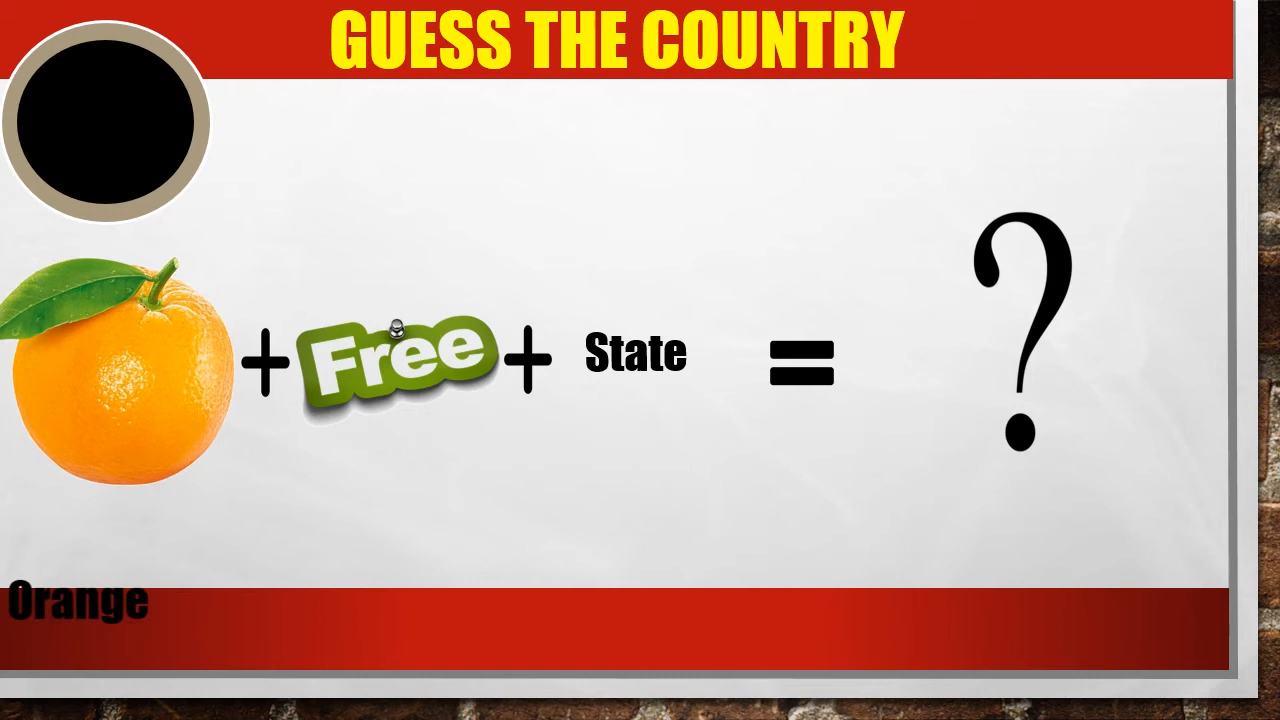 GUESS THE COUNTRY
+ Free + State = ?
Orange